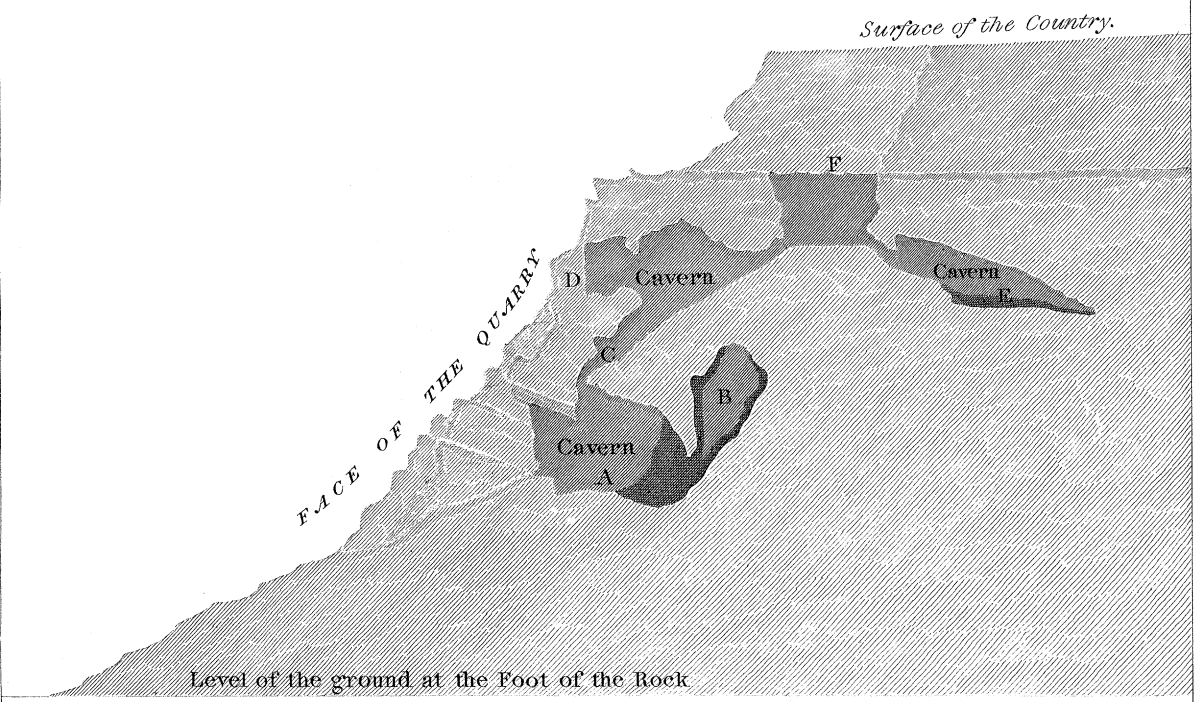 Surface of the Country.
F
Cavern
E
D
Cavern
FACE OF THE QUARRY
C
B
Cavern
A
Level of the ground at the Foot of the Rock